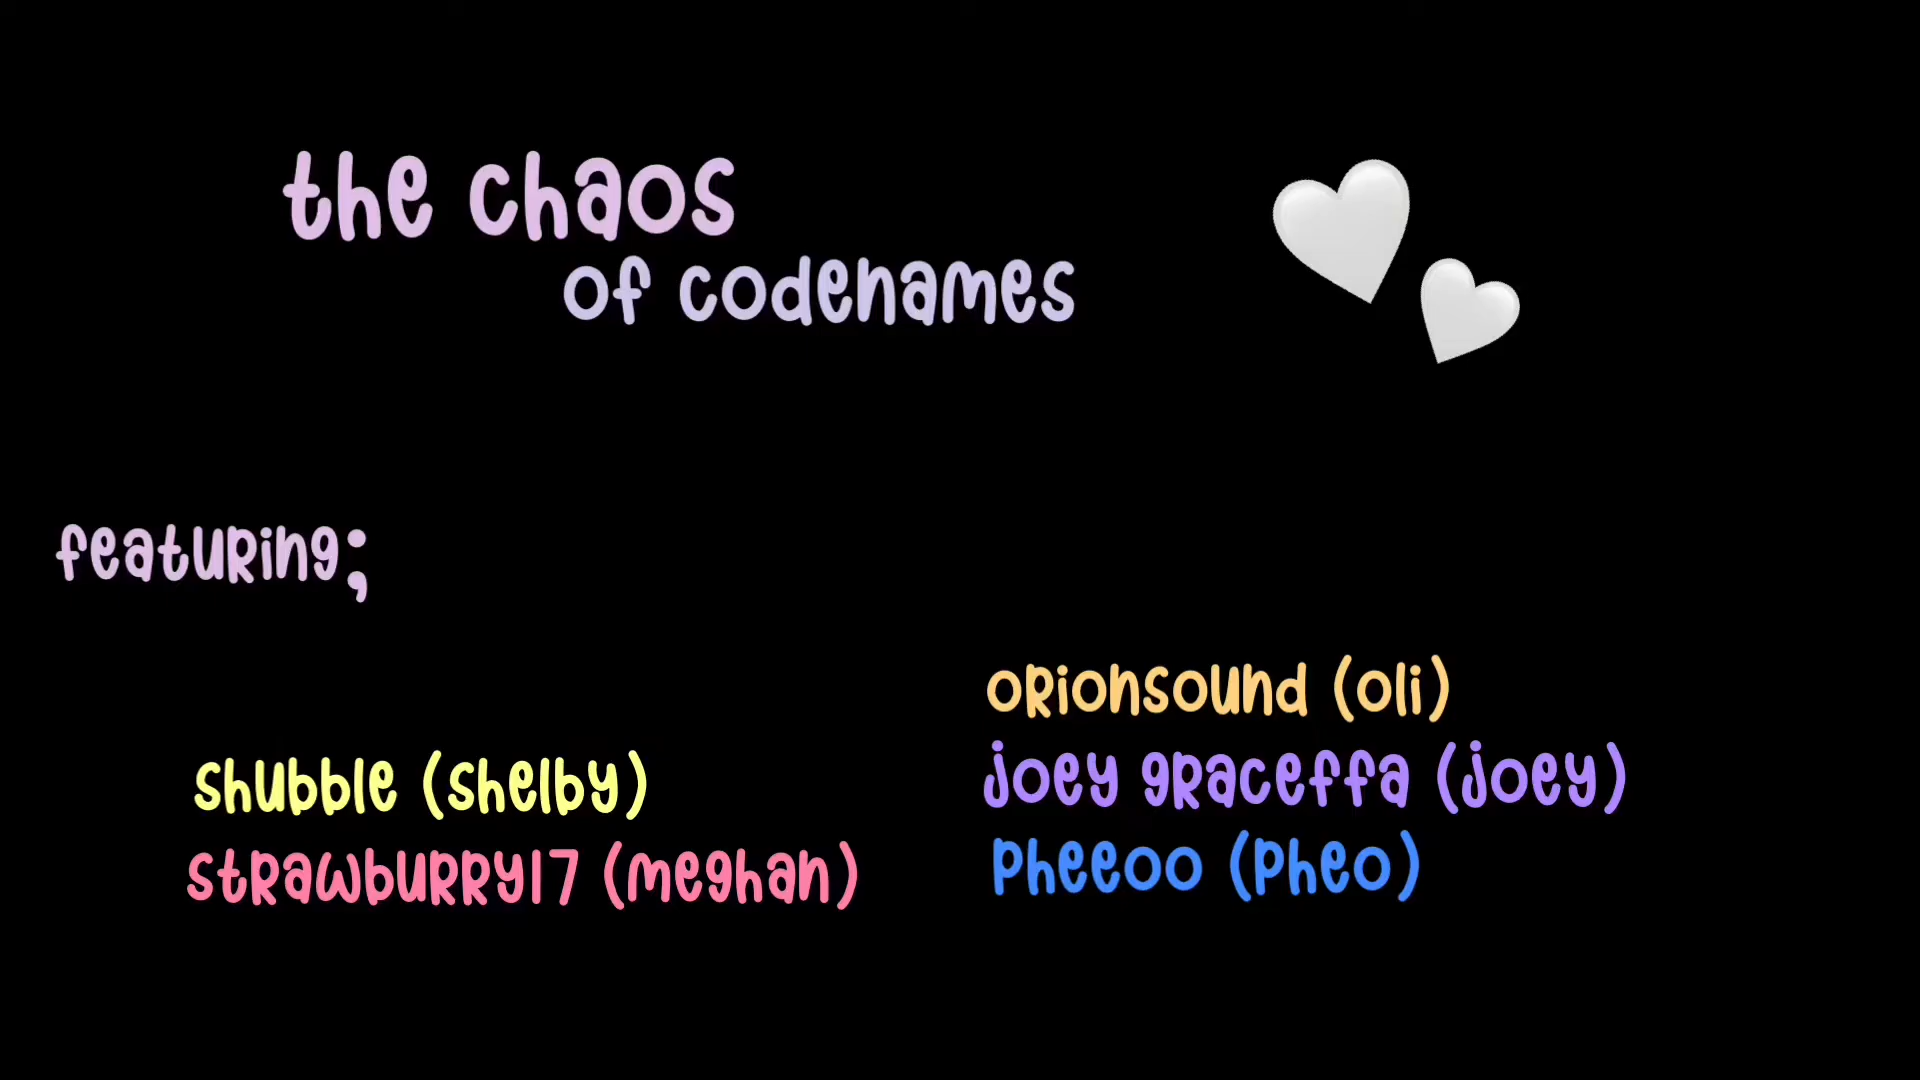 the chaos
of codenames
featuring;
shubble (shelby)
strawburry17 (meghan)
orionsound (oli)
joey graceffa (joey)
pheeoo (pheo)